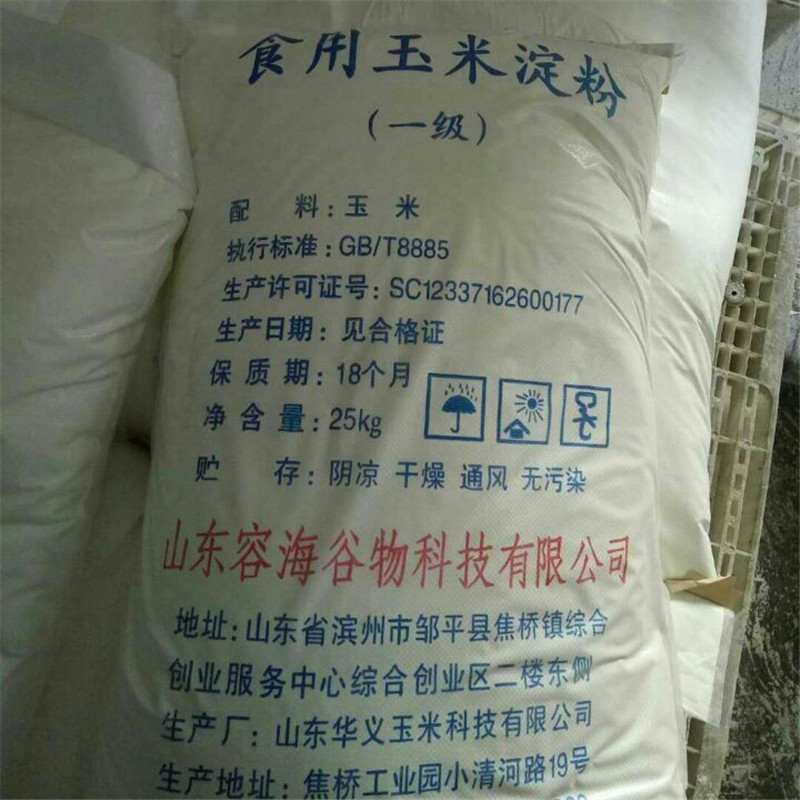 食用玉米淀粉
（一级）
配 料：玉 米
执行标准：GB/T8885
生产许可证号：SC12337162600177
生产日期：见合格证
保 质 期：18个月
净 含 量：25kg
贮 存：阴凉 干燥 通风 无污染
山东容海谷物科技有限公司
地址：山东省滨州市邹平县焦桥镇综合
创业服务中心综合创业区二楼东侧
生产厂：山东华义玉米科技有限公司
生产地址：焦桥工业园小清河路19号